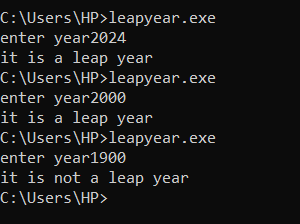 C:\Users\HP>leapyear.exe
enter year2024
it is a leap year
C:\Users\HP>leapyear.exe
enter year2000
it is a leap year
C:\Users\HP>leapyear.exe
enter year1900
it is not a leap year
C:\Users\HP>